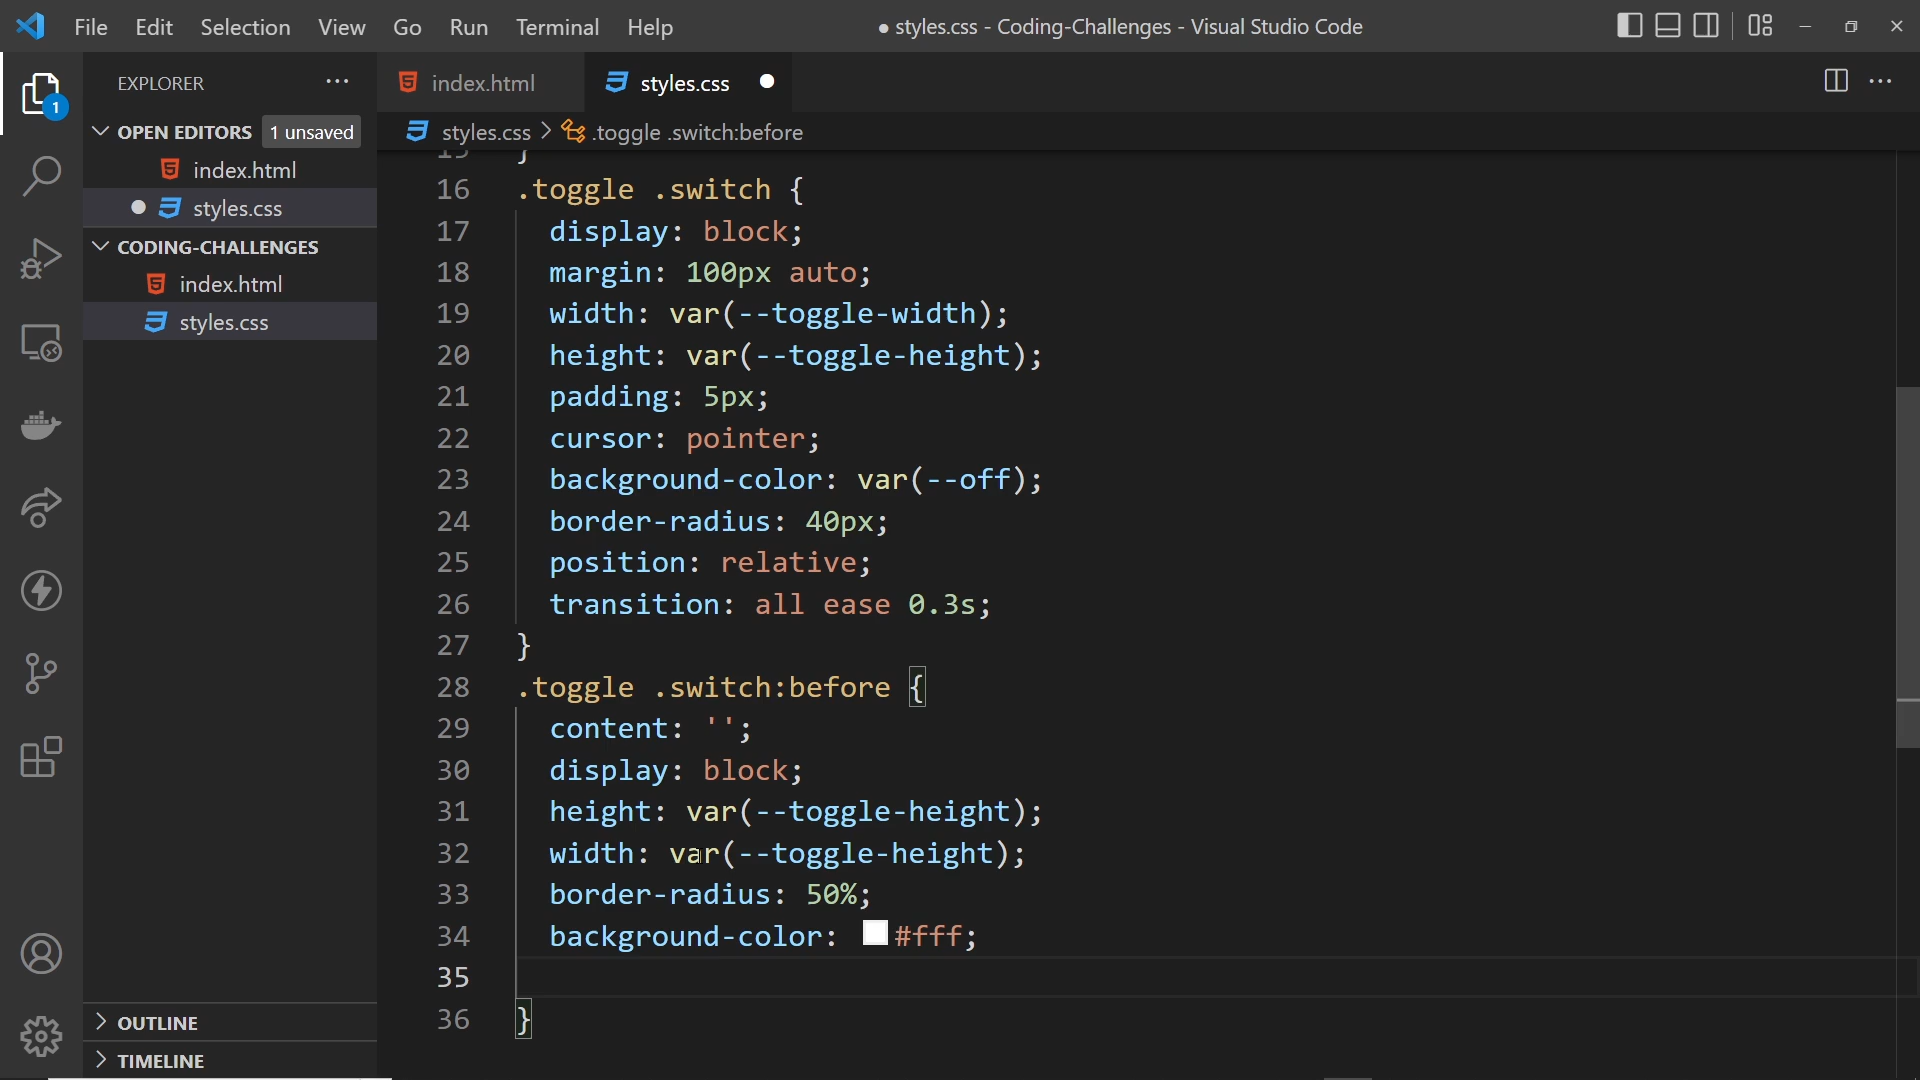 File Edit Selection View Go Run Terminal Help
● styles.css - Coding-Challenges - Visual Studio Code
EXPLORER
1
OPEN EDITORS 1 unsaved
index.html
styles.css
CODING-CHALLENGES
index.html
styles.css
OUTLINE
TIMELINE
index.html
styles.css
styles.css > .toggle .switch:before
15 }
16 .toggle .switch {
17 display: block;
18 margin: 100px auto;
19 width: var(--toggle-width);
20 height: var(--toggle-height);
21 padding: 5px;
22 cursor: pointer;
23 background-color: var(--off);
24 border-radius: 40px;
25 position: relative;
26 transition: all ease 0.3s;
27 }
28 .toggle .switch:before {
29 content: '';
30 display: block;
31 height: var(--toggle-height);
32 width: var(--toggle-height);
33 border-radius: 50%;
34 background-color: #fff;
35
36 }